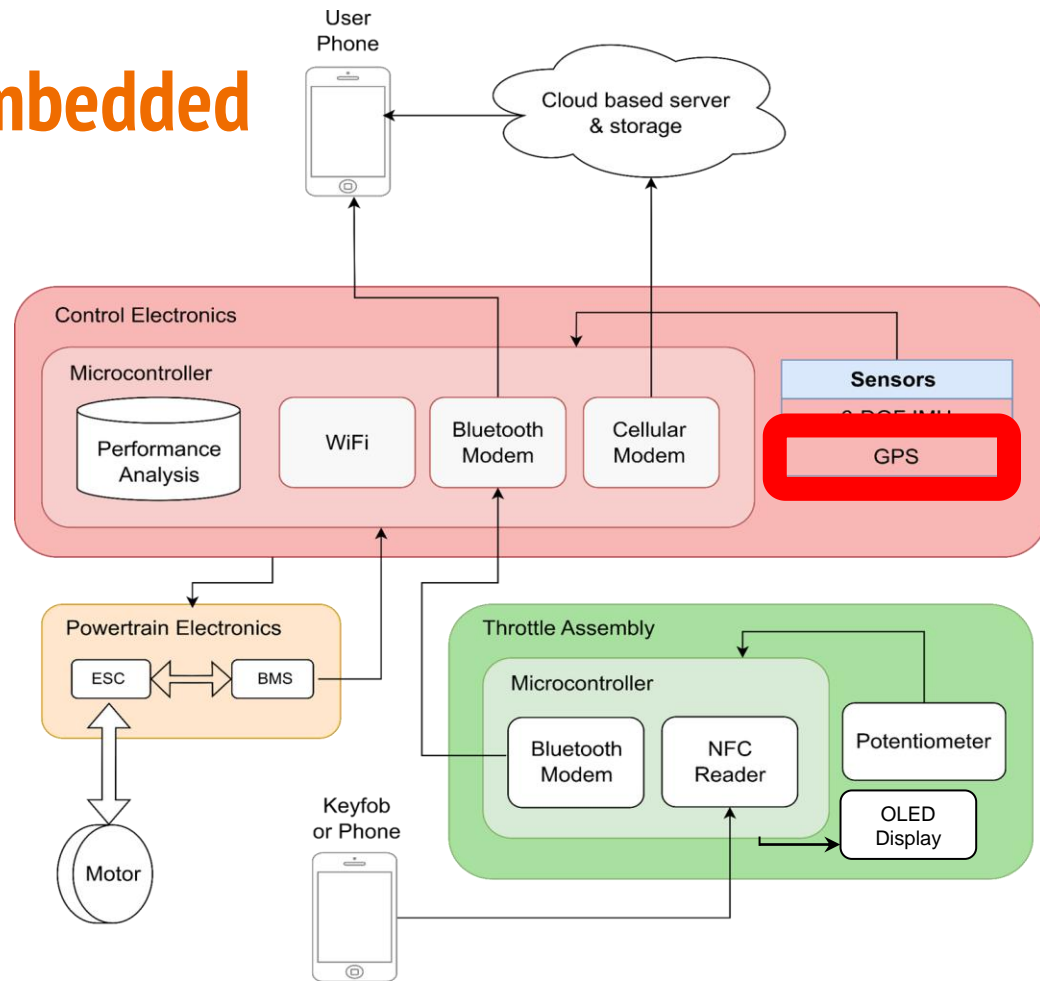 User
Phone
mbedded
Cloud based server
& storage
Control Electronics
Microcontroller
Performance
Analysis
WiFi
Bluetooth
Modem
Cellular
Modem
Sensors
GPS
Powertrain Electronics
ESC
BMS
Motor
Throttle Assembly
Microcontroller
Bluetooth
Modem
NFC
Reader
Potentiometer
OLED
Display
Keyfob
or Phone